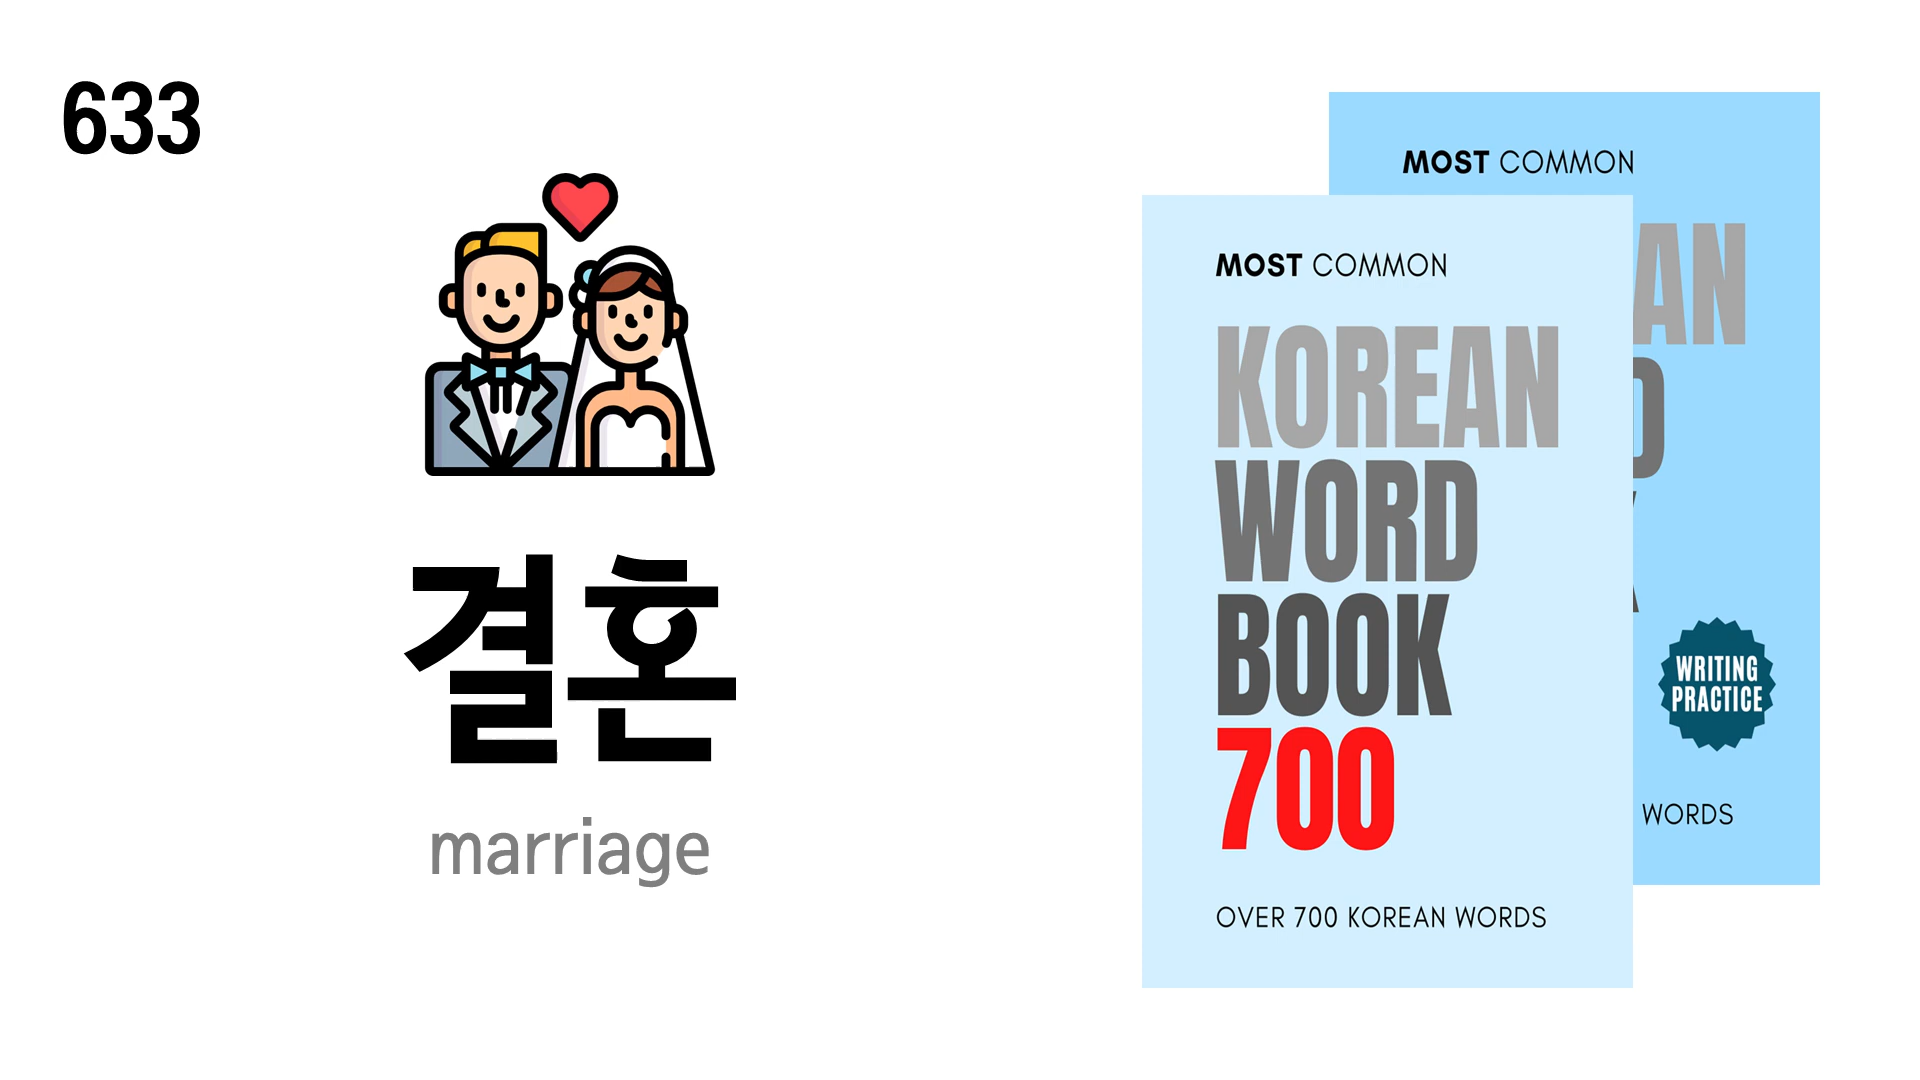 633
결혼
marriage
MOST COMMON
KOREAN
WORD
BOOK
700
OVER 700 KOREAN WORDS
MOST COMMON
AN
D
WRITING
PRACTICE
WORDS